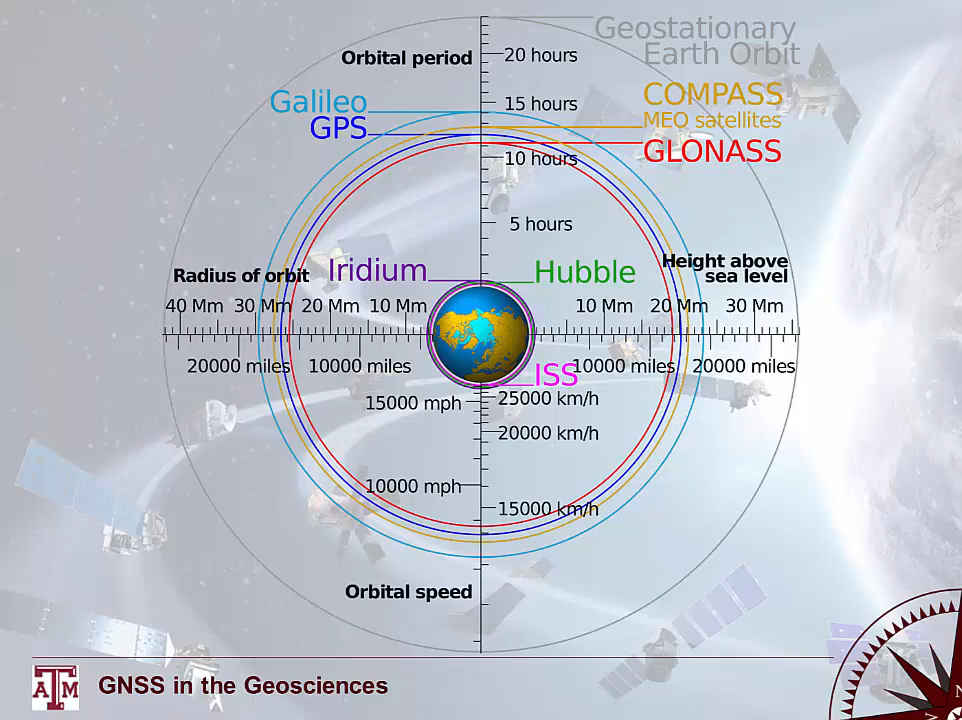 Geostationary
Earth Orbit
Orbital period
20 hours
Galileo
15 hours
COMPASS
MEO satellites
GPS
GLONASS
10 hours
5 hours
Radius of orbit
Iridium
Hubble
Height above
sea level
40 Mm 30 Mm 20 Mm 10 Mm 10 Mm 20 Mm 30 Mm
20000 miles 10000 miles 10000 miles 20000 miles
ISS
15000 mph
25000 km/h
20000 km/h
10000 mph
15000 km/h
Orbital speed
ATM
GNSS in the Geosciences
N